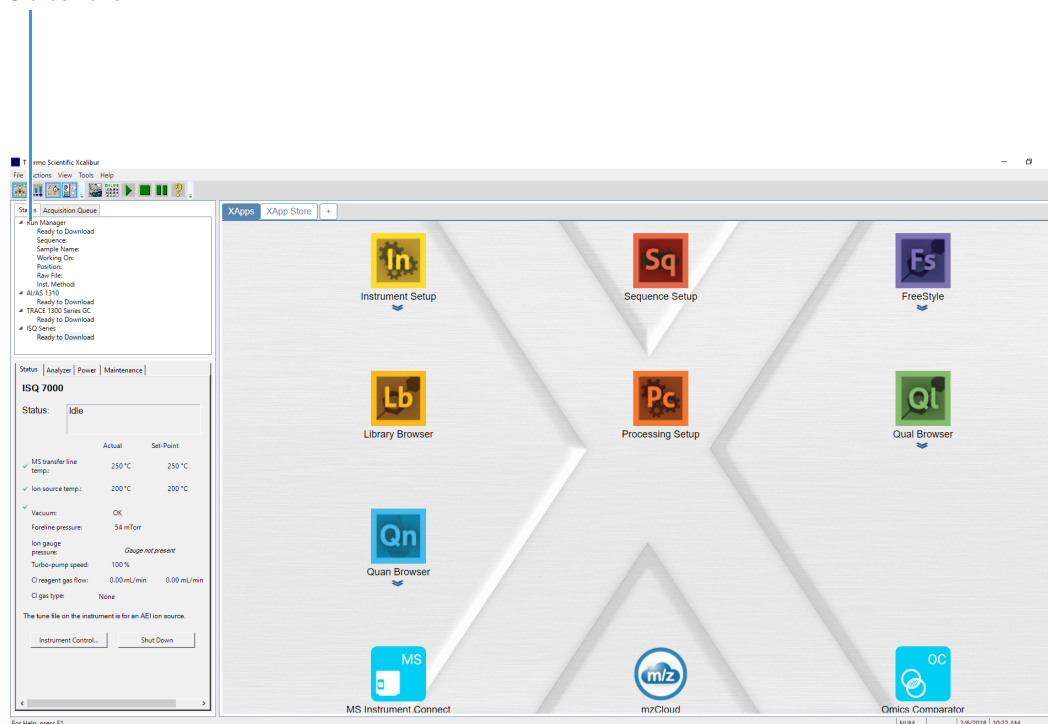 Thermo Scientific Xcalibur
File Actions View Tools Help
Status Acquisition Queue
Run Manager
Ready to Download
Sequence:
Sample Name:
Working On:
Position:
Raw File:
Inst. Method:
AI/AS 1310
Ready to Download
TRACE 1300 Series GC
Ready to Download
ISQ Series
Ready to Download
Status Analyzer Power Maintenance
ISQ 7000
Status: Idle
Actual Set-Point
MS transfer line
temp.: 250 °C 250 °C
Ion source temp.: 200 °C 200 °C
Vacuum: OK
Foreline pressure: 54 mTorr
Ion gauge
pressure: Gauge not present
Turbo-pump speed: 100 %
CI reagent gas flow: 0.00 mL/min 0.00 mL/min
CI gas type: None
The tune file on the instrument is for an AEI ion source.
Instrument Control... Shut Down
XApps XApp Store +
In
Instrument Setup
Sq
Sequence Setup
Fs
FreeStyle
Lb
Library Browser
Pc
Processing Setup
Ql
Qual Browser
Qn
Quan Browser
MS
MS Instrument Connect
m/z
mzCloud
OC
Omics Comparator
For Help, press F1
NUM 2/6/2018 10:22 AM